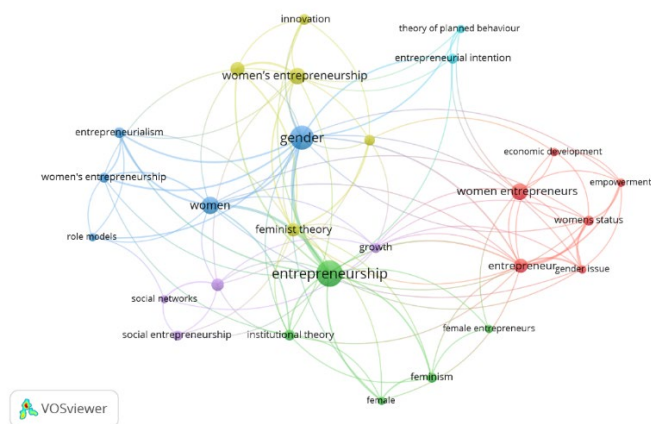 innovation
theory of planned behaviour
entrepreneurial intention
women's entrepreneurship
entrepreneurialism
gender
economic development
women's entrepreneurship
women entrepreneurs
empowerment
women
womens status
role models
feminist theory
growth
entrepreneurship
entrepreneur
gender issue
social networks
social entrepreneurship
institutional theory
female entrepreneurs
feminism
female
VOSviewer